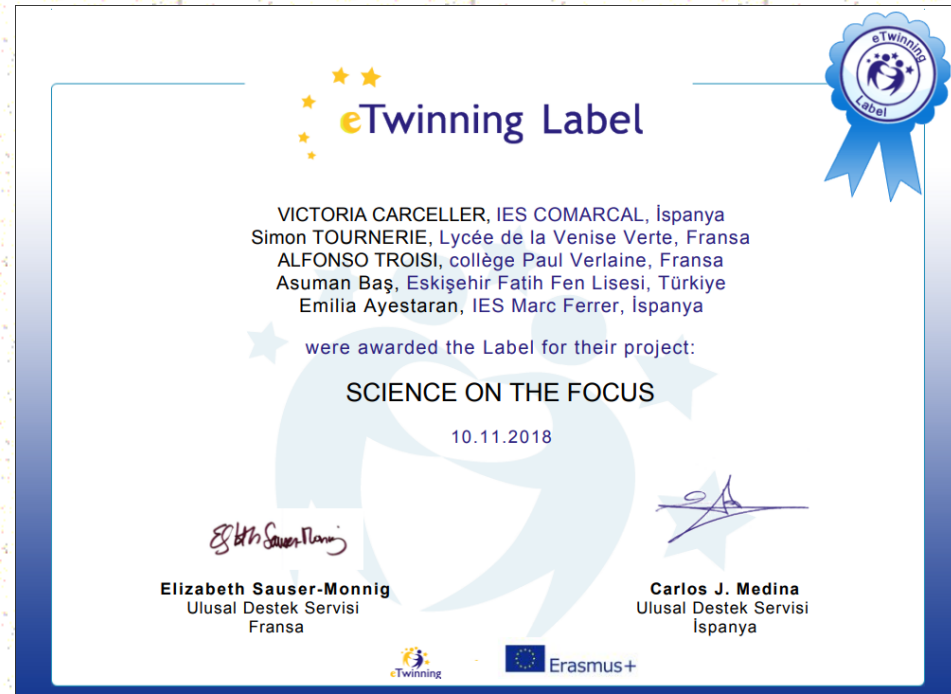 eTwinning
Label
eTwinning Label
VICTORIA CARCELLER, IES COMARCAL, İspanya
Simon TOURNERIE, Lycée de la Venise Verte, Fransa
ALFONSO TROISI, collège Paul Verlaine, Fransa
Asuman Baş, Eskişehir Fatih Fen Lisesi, Türkiye
Emilia Ayestaran, IES Marc Ferrer, İspanya
were awarded the Label for their project:
SCIENCE ON THE FOCUS
10.11.2018
Elizabeth Sauser-Monnig
Ulusal Destek Servisi
Fransa
Carlos J. Medina
Ulusal Destek Servisi
İspanya
eTwinning
Erasmus+